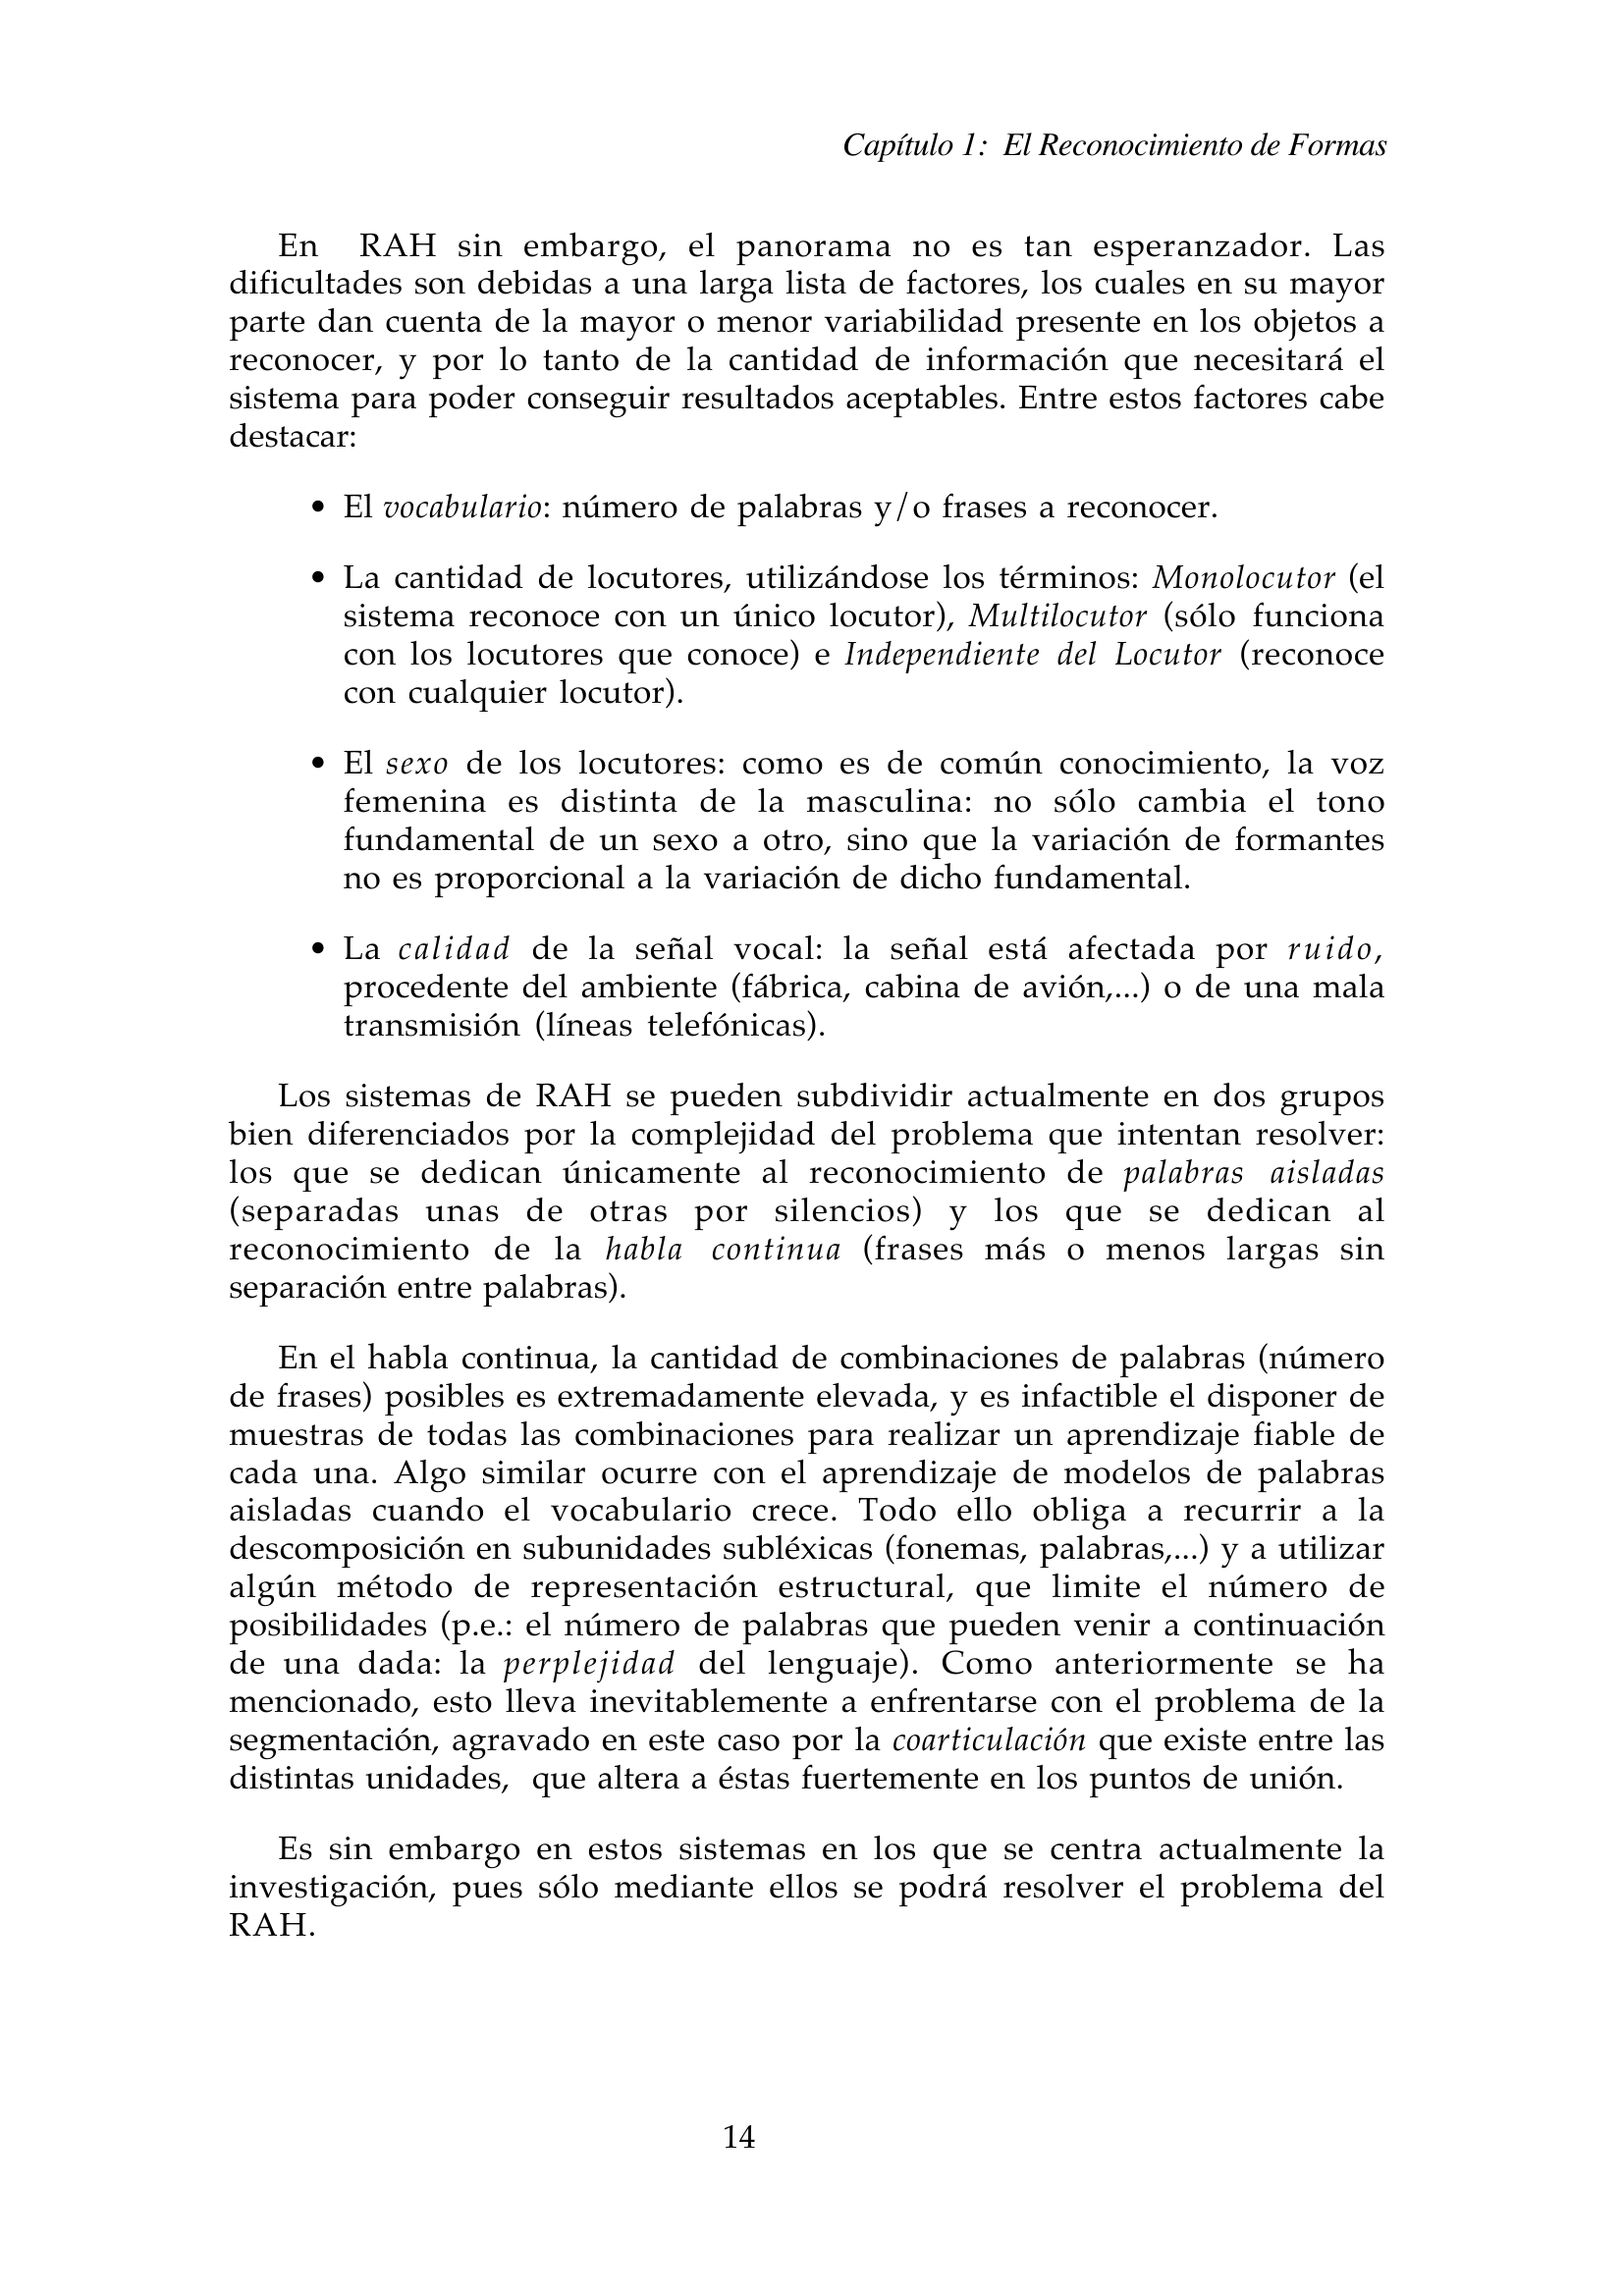 Capítulo 1: El Reconocimiento de Formas
En RAH sin embargo, el panorama no es tan esperanzador. Las
dificultades son debidas a una larga lista de factores, los cuales en su mayor
parte dan cuenta de la mayor o menor variabilidad presente en los objetos a
reconocer, y por lo tanto de la cantidad de información que necesitará el
sistema para poder conseguir resultados aceptables. Entre estos factores cabe
destacar:
• El vocabulario: número de palabras y/o frases a reconocer.
• La cantidad de locutores, utilizándose los términos: Monolocutor (el
sistema reconoce con un único locutor), Multilocutor (sólo funciona
con los locutores que conoce) e Independiente del Locutor (reconoce
con cualquier locutor).
• El sexo de los locutores: como es de común conocimiento, la voz
femenina es distinta de la masculina: no sólo cambia el tono
fundamental de un sexo a otro, sino que la variación de formantes
no es proporcional a la variación de dicho fundamental.
• La calidad de la señal vocal: la señal está afectada por ruido,
procedente del ambiente (fábrica, cabina de avión,...) o de una mala
transmisión (líneas telefónicas).
Los sistemas de RAH se pueden subdividir actualmente en dos grupos
bien diferenciados por la complejidad del problema que intentan resolver:
los que se dedican únicamente al reconocimiento de palabras aisladas
(separadas unas de otras por silencios) y los que se dedican al
reconocimiento de la habla continua (frases más o menos largas sin
separación entre palabras).
En el habla continua, la cantidad de combinaciones de palabras (número
de frases) posibles es extremadamente elevada, y es infactible el disponer de
muestras de todas las combinaciones para realizar un aprendizaje fiable de
cada una. Algo similar ocurre con el aprendizaje de modelos de palabras
aisladas cuando el vocabulario crece. Todo ello obliga a recurrir a la
descomposición en subunidades subléxicas (fonemas, palabras,...) y a utilizar
algún método de representación estructural, que limite el número de
posibilidades (p.e.: el número de palabras que pueden venir a continuación
de una dada: la perplejidad del lenguaje). Como anteriormente se ha
mencionado, esto lleva inevitablemente a enfrentarse con el problema de la
segmentación, agravado en este caso por la coarticulación que existe entre las
distintas unidades, que altera a éstas fuertemente en los puntos de unión.
Es sin embargo en estos sistemas en los que se centra actualmente la
investigación, pues sólo mediante ellos se podrá resolver el problema del
RAH.
14